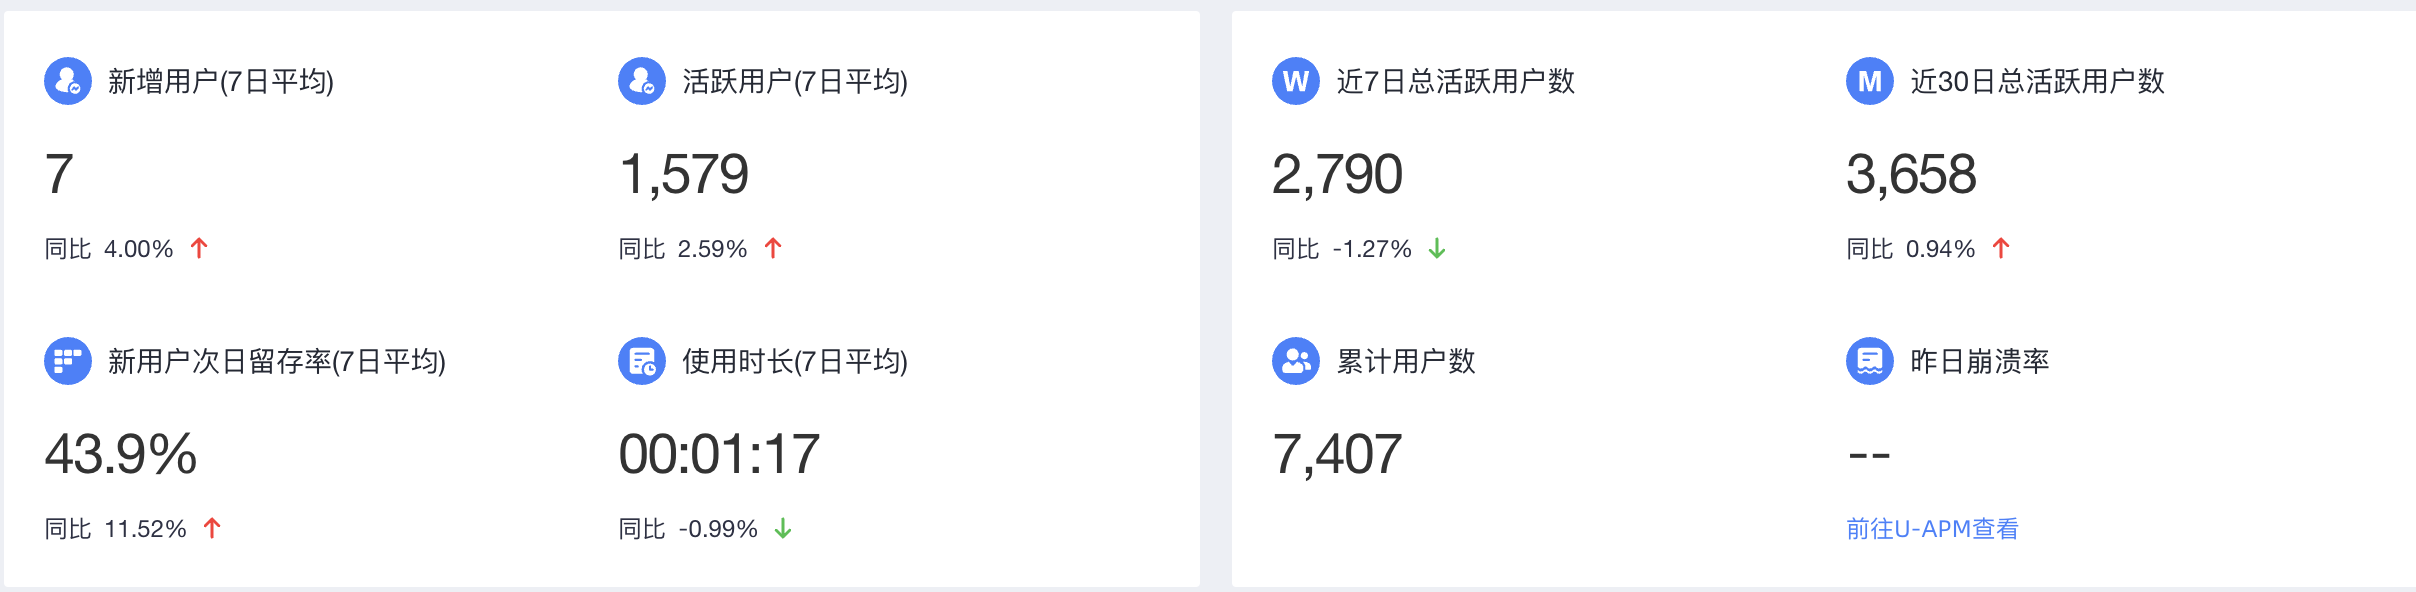 新增用户(7日平均)
7
同比 4.00%
活跃用户(7日平均)
1,579
同比 2.59%
新用户次日留存率(7日平均)
43.9%
同比 11.52%
使用时长(7日平均)
00:01:17
同比 -0.99%
W 近7日总活跃用户数
2,790
同比 -1.27%
M 近30日总活跃用户数
3,658
同比 0.94%
累计用户数
7,407
昨日崩溃率
--
前往U-APM查看